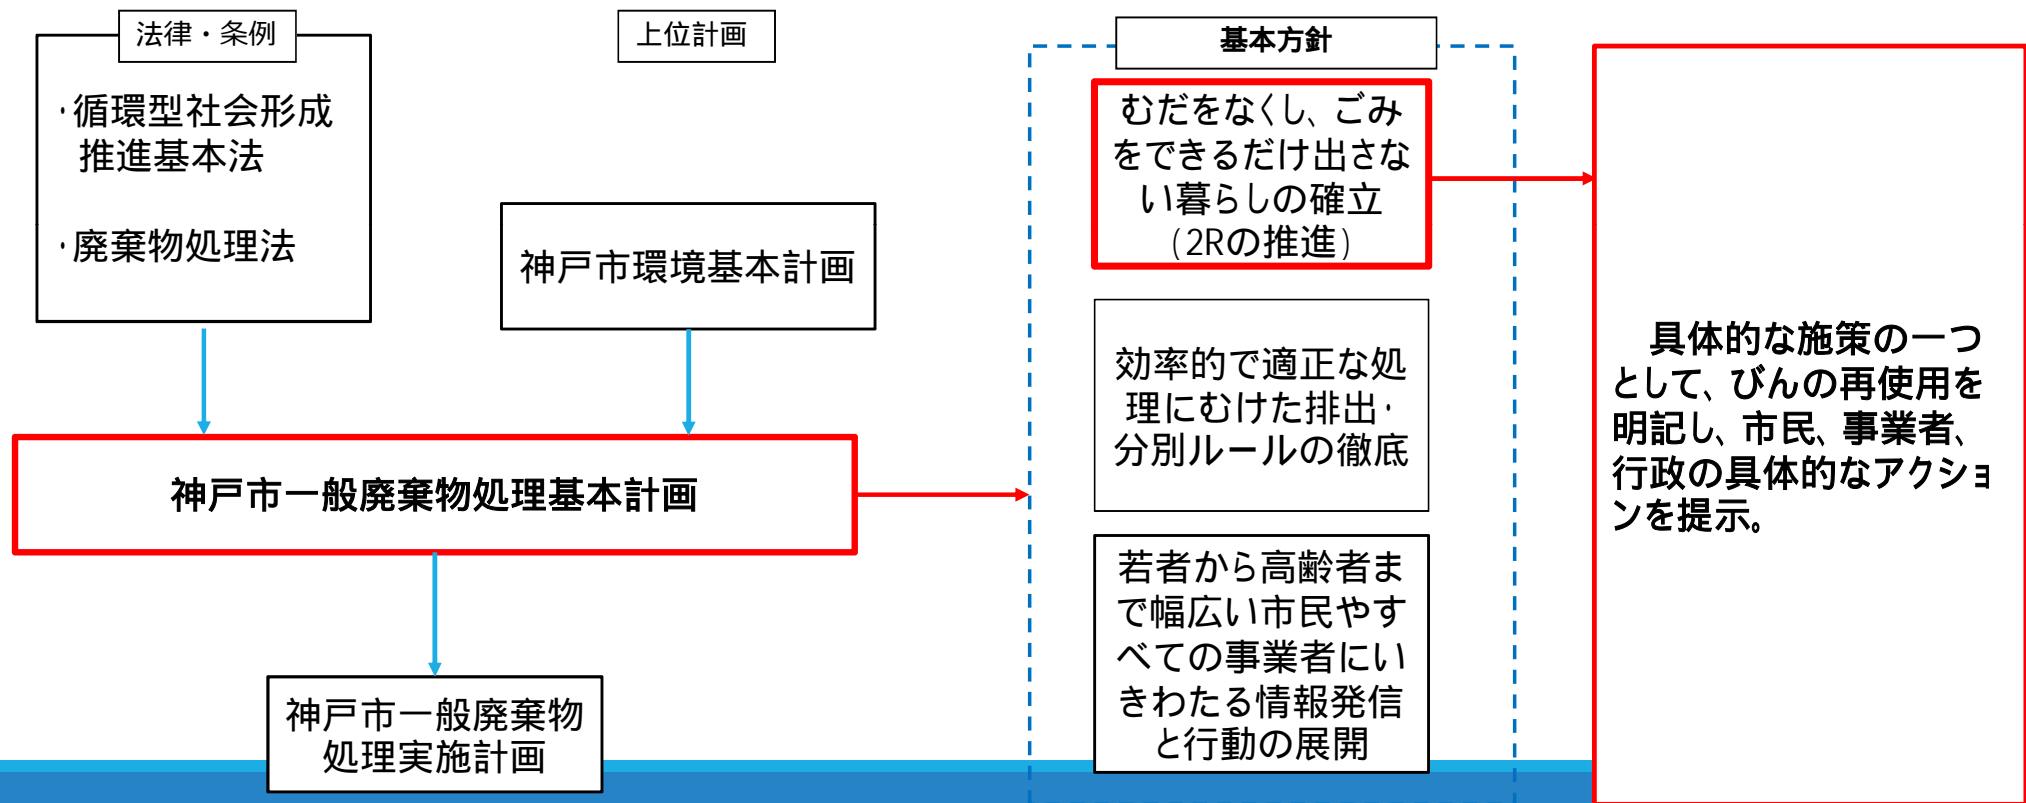 法律・条例
・循環型社会形成
推進基本法
・廃棄物処理法
上位計画
神戸市環境基本計画
神戸市一般廃棄物処理基本計画
神戸市一般廃棄物
処理実施計画
基本方針
むだをなくし、ごみ
をできるだけ出さな
い暮らしの確立
(2Rの推進)
効率的で適正な処
理にむけた排出・
分別ルールの徹底
若者から高齢者ま
で幅広い市民やす
べての事業者にい
きわたる情報発信
と行動の展開
具体的な施策の一つ
として、びんの再使用を
明記し、市民、事業者、
行政の具体的なアクショ
ンを提示。